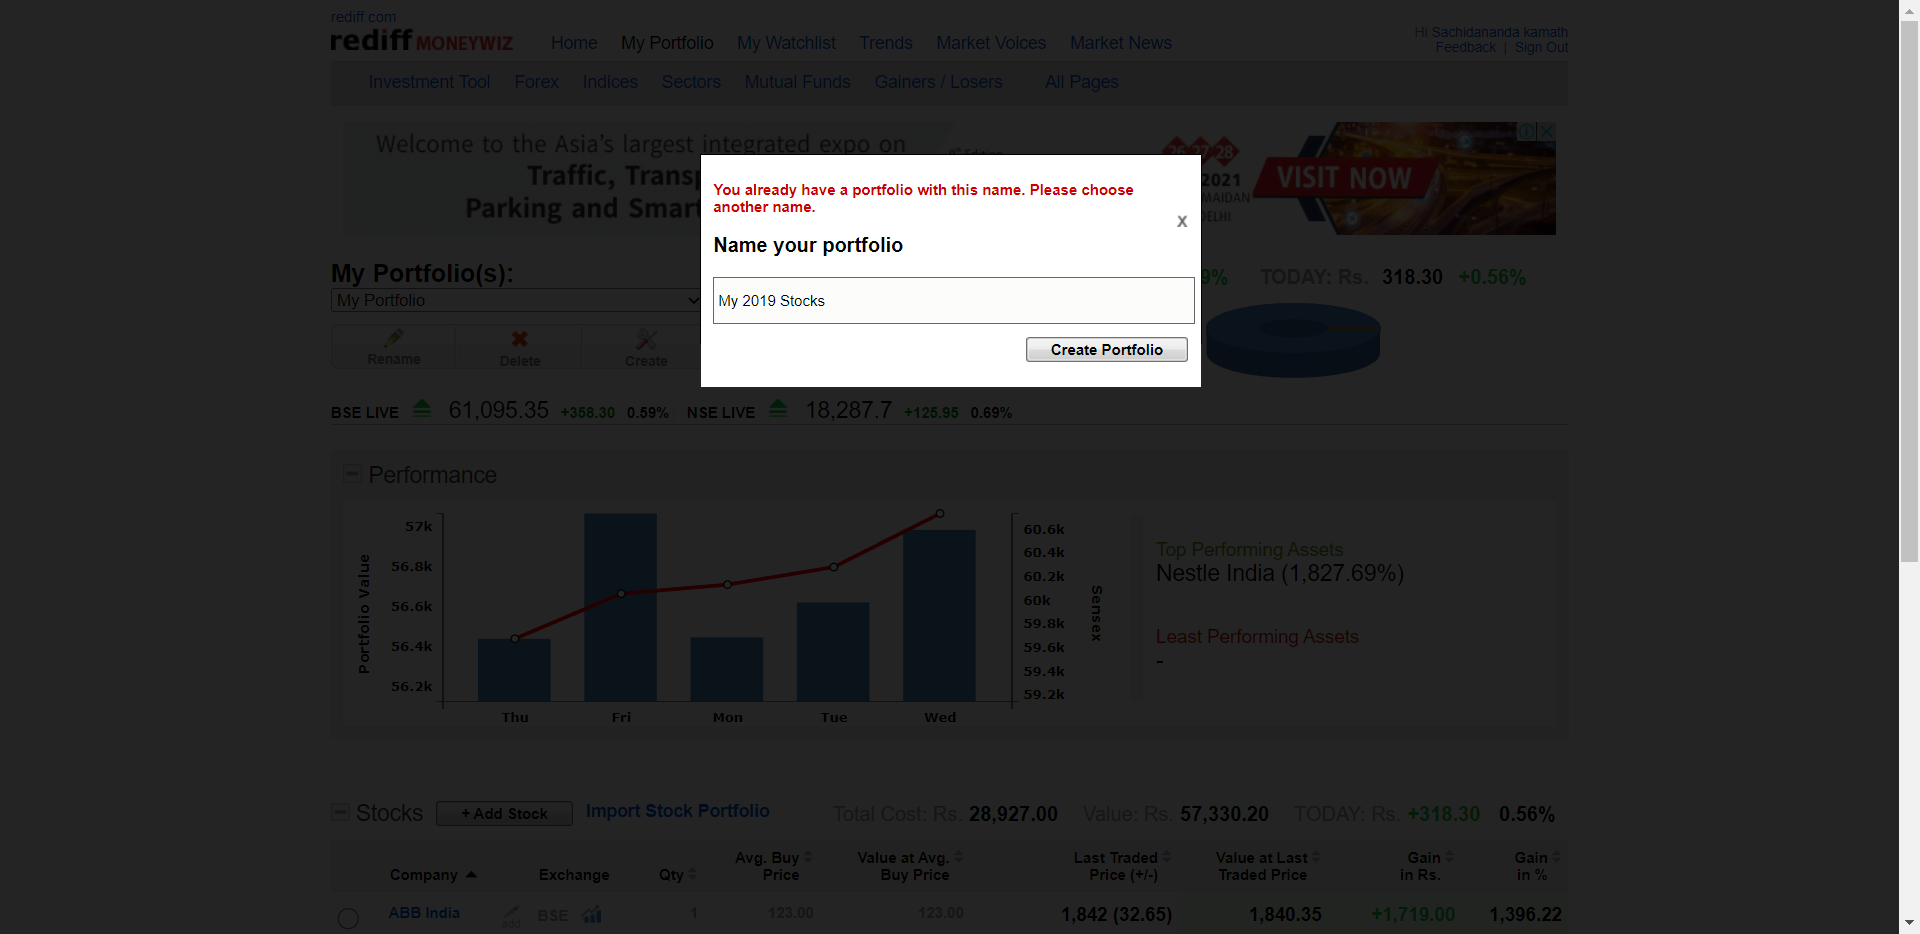 rediff.com
rediff MONEYWIZ
Home My Portfolio My Watchlist Trends Market Voices Market News
Hi Sachidananda kamath
Feedback | Sign Out
Investment Tool Forex Indices Sectors Mutual Funds Gainers / Losers All Pages
Welcome to the Asia's largest integrated expo on
Traffic,
Parking and
26 27 28
2021
VISIT NOW
You already have a portfolio with this name. Please choose
another name.
X
Name your portfolio
My 2019 Stocks
Create Portfolio
My Portfolio(s):
My Portfolio
9% TODAY: Rs. 318.30 +0.56%
Rename Delete Create
BSE LIVE 61,095.35 +358.30 0.59% NSE LIVE 18,287.7 +125.95 0.69%
Performance
Portfolio Value
57k
56.8k
56.6k
56.4k
56.2k
Thu Fri Mon Tue Wed
60.6k
60.4k
60.2k
60k
59.8k
59.6k
59.4k
59.2k
Sensex
Top Performing Assets
Nestle India (1,827.69%)
Least Performing Assets
-
Stocks + Add Stock Import Stock Portfolio Total Cost: Rs. 28,927.00 Value: Rs. 57,330.20 TODAY: Rs. +318.30 0.56%
Company Exchange Qty Avg. Buy Price Value at Avg. Buy Price Last Traded Price (+/-) Value at Last Traded Price Gain in Rs. Gain in %
ABB India add BSE 1 123.00 123.00 1,842 (32.65) 1,840.35 +1,719.00 1,396.22